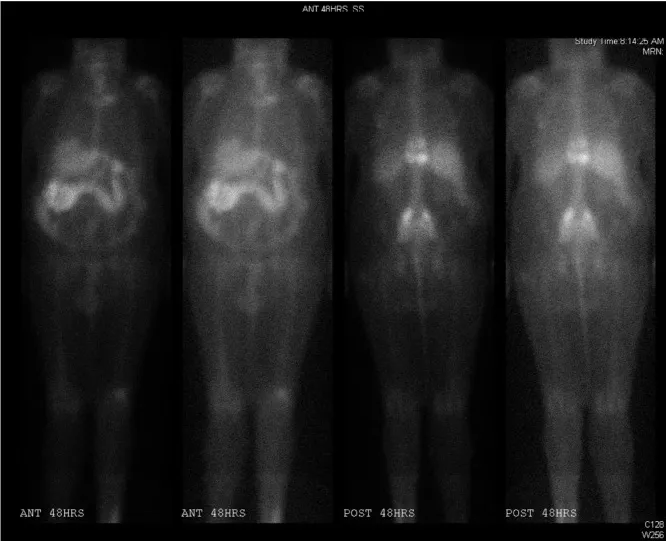 ANT 48HRS SS
Study Time:8:14:25 AM
MRN:
ANT 48HRS
ANT 48HRS
POST 48HRS
POST 48HRS
C128
W256